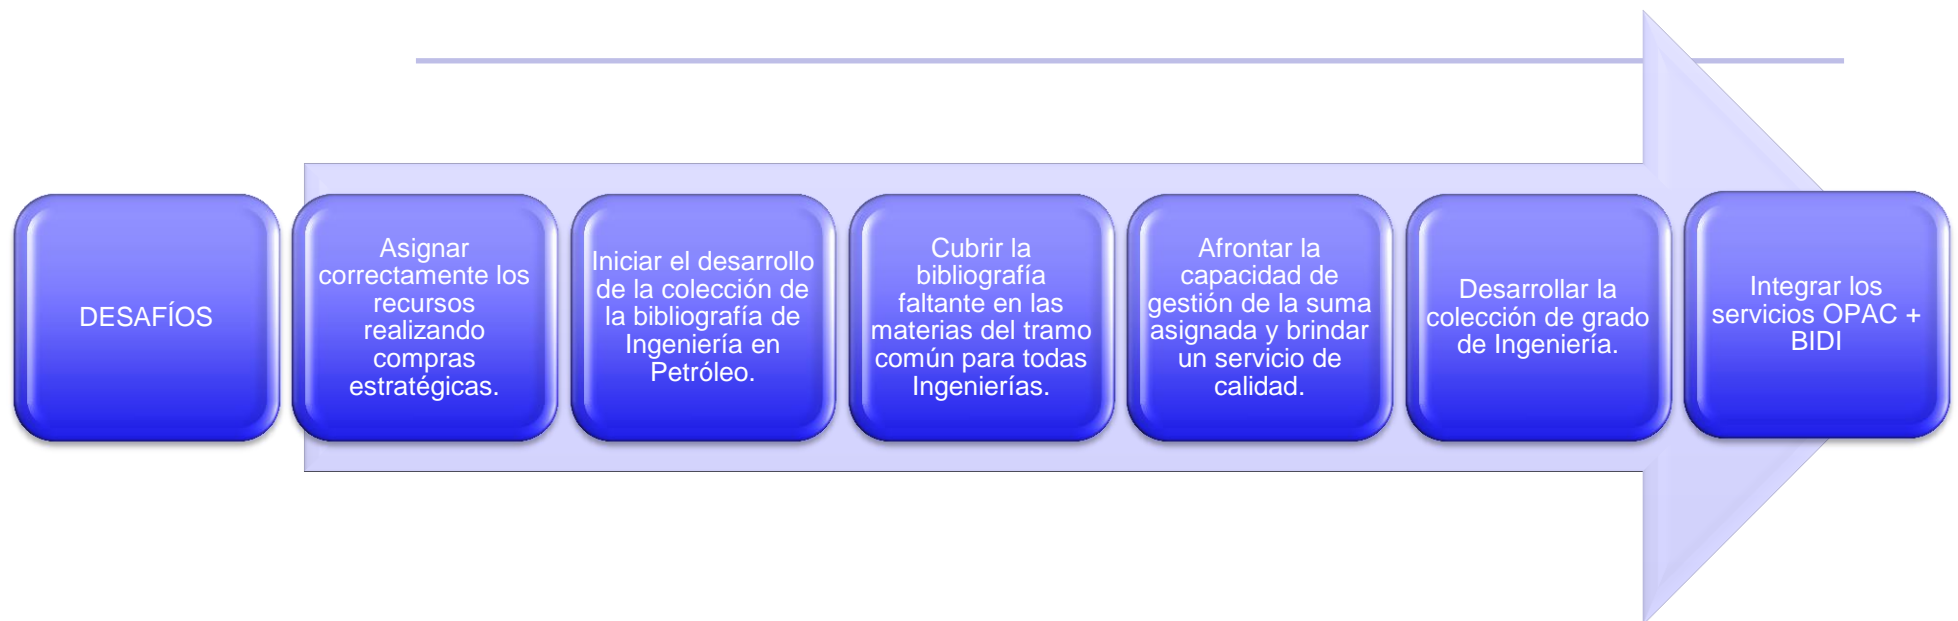 DESAFÍOS
Asignar
correctamente los
recursos
realizando
compras
estratégicas.
Iniciar el desarrollo
de la colección de
la bibliografía de
Ingeniería en
Petróleo.
Cubrir la
bibliografía
faltante en las
materias del tramo
común para todas
Ingenierías.
Afrontar la
capacidad de
gestión de la suma
asignada y brindar
un servicio de
calidad.
Desarrollar la
colección de grado
de Ingeniería.
Integrar los
servicios OPAC +
BIDI